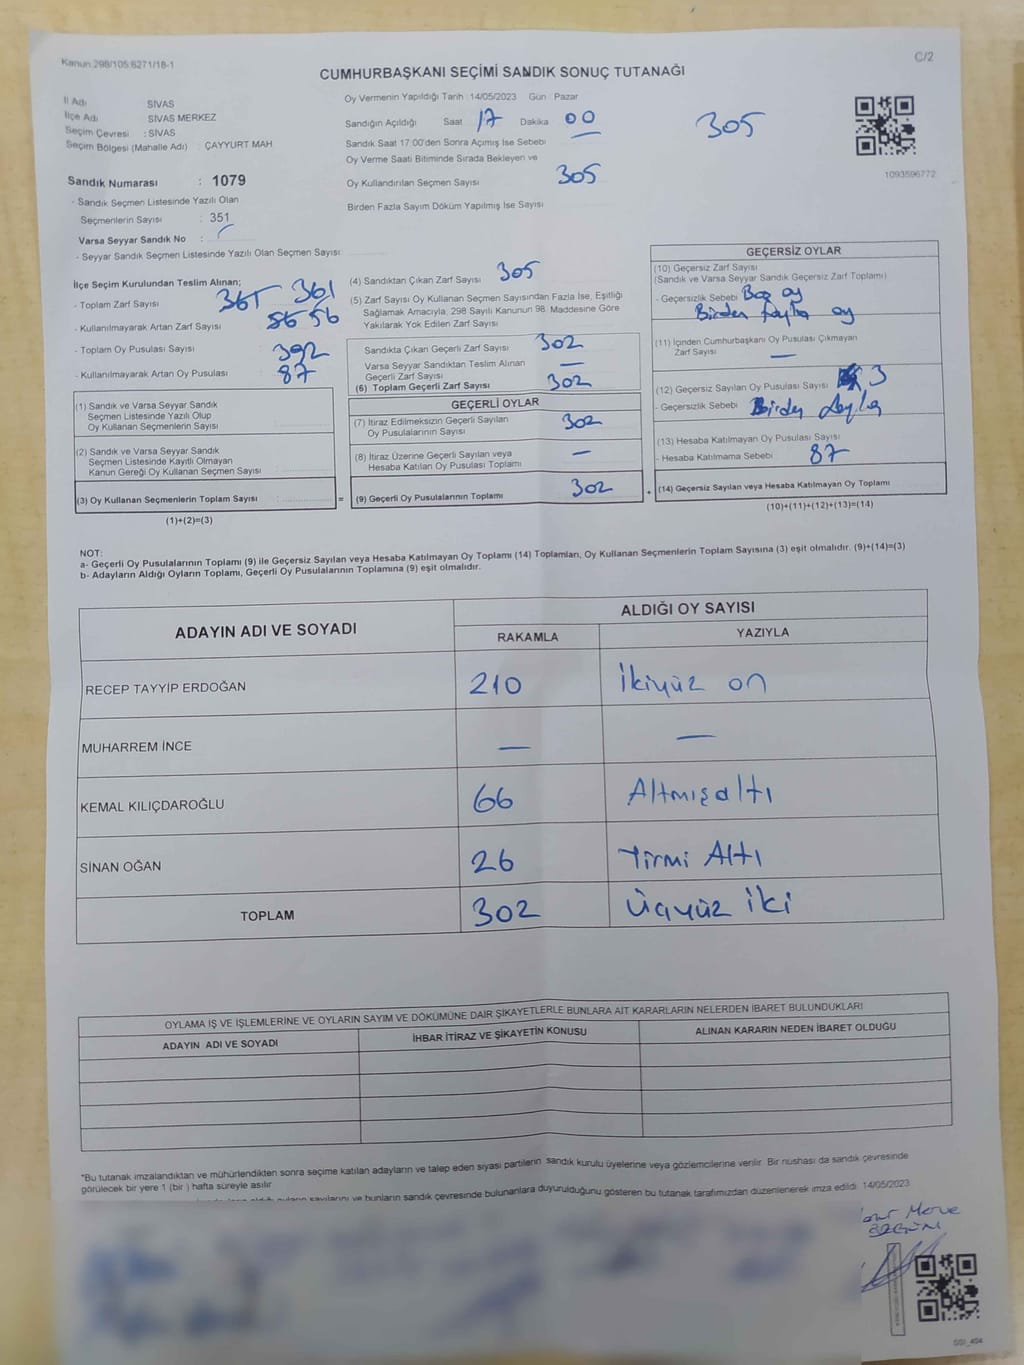 Kanun:298/105;6271/18-1
C/2
CUMHURBAŞKANI SEÇİMİ SANDIK SONUÇ TUTANAĞI
İl Adı SİVAS
İlçe Adı SİVAS MERKEZ
Seçim Çevresi : SİVAS
Seçim Bölgesi (Mahalle Adı) : ÇAYYURT MAH
Sandık Numarası : 1079
- Sandık Seçmen Listesinde Yazılı Olan
Seçmenlerin Sayısı : 351
Varsa Seyyar Sandık No :
- Seyyar Sandık Seçmen Listesinde Yazılı Olan Seçmen Sayısı:
Oy Vermenin Yapıldığı Tarih :14/05/2023 Gün : Pazar
Sandığın Açıldığı Saat 17 Dakika 00
305
Sandık Saat 17:00'den Sonra Açımış İse Sebebi
Oy Verme Saati Bitiminde Sırada Bekleyen ve
Oy Kullandırılan Seçmen Sayısı 305
Birden Fazla Sayım Döküm Yapılmış İse Sayısı
1093596772
İlçe Seçim Kurulundan Teslim Alınan;
- Toplam Zarf Sayısı : 361
- Kullanılmayarak Artan Zarf Sayısı : 56 56
- Toplam Oy Pusulası Sayısı : 392
- Kullanılmayarak Artan Oy Pusulası : 87
(1) Sandık ve Varsa Seyyar Sandık
Seçmen Listesinde Yazılı Olup
Oy Kullanan Seçmenlerin Sayısı :
(2) Sandık ve Varsa Seyyar Sandık
Seçmen Listesinde Kayıtlı Olmayan
Kanun Gereği Oy Kullanan Seçmen Sayısı :
(3) Oy Kullanan Seçmenlerin Toplam Sayısı :
(1)+(2)=(3)
=
(4) Sandıktan Çıkan Zarf Sayısı : 305
(5) Zarf Sayısı Oy Kullanan Seçmen Sayısından Fazla İse, Eşitliği
Sağlamak Amacıyla, 298 Sayılı Kanunun 98. Maddesine Göre
Yakılarak Yok Edilen Zarf Sayısı
Sandıkta Çıkan Geçerli Zarf Sayısı : 302
Varsa Seyyar Sandıktan Teslim Alınan
Geçerli Zarf Sayısı : —
(6) Toplam Geçerli Zarf Sayısı : 302
GEÇERLİ OYLAR
(7) İtiraz Edilmeksizin Geçerli Sayılan
Oy Pusulalarının Sayısı : 302
(8) İtiraz Üzerine Geçerli Sayılan veya
Hesaba Katılan Oy Pusulası Toplamı : —
(9) Geçerli Oy Pusulalarının Toplamı : 302
+
GEÇERSİZ OYLAR
(10) Geçersiz Zarf Sayısı
(Sandık ve Varsa Seyyar Sandık Geçersiz Zarf Toplamı)
- Geçersizlik Sebebi Boş oy
Birden fazla oy
(11) İçinden Cumhurbaşkanı Oy Pusulası Çıkmayan
Zarf Sayısı : —
(12) Geçersiz Sayılan Oy Pusulası Sayısı : 3
- Geçersizlik Sebebi Birden fazla
(13) Hesaba Katılmayan Oy Pusulası Sayısı
- Hesaba Katılmama Sebebi : 87
(14) Geçersiz Sayılan veya Hesaba Katılmayan Oy Toplamı
(10)+(11)+(12)+(13)=(14)
NOT:
a- Geçerli Oy Pusulalarının Toplamı (9) ile Geçersiz Sayılan veya Hesaba Katılmayan Oy Toplamı (14) Toplamları, Oy Kullanan Seçmenlerin Toplam Sayısına (3) eşit olmalıdır. (9)+(14)=(3)
b- Adayların Aldığı Oyların Toplamı, Geçerli Oy Pusulalarının Toplamına (9) eşit olmalıdır.
ADAYIN ADI VE SOYADI
ALDIĞI OY SAYISI
RAKAMLA YAZIYLA
RECEP TAYYİP ERDOĞAN 210 İkiyüz on
MUHARREM İNCE — —
KEMAL KILIÇDAROĞLU 66 Altmışaltı
SİNAN OĞAN 26 Yirmi Altı
TOPLAM 302 Üçyüz iki
OYLAMA İŞ VE İŞLEMLERİNE VE OYLARIN SAYIM VE DÖKÜMÜNE DAİR ŞİKAYETLERLE BUNLARA AİT KARARLARIN NELERDEN İBARET BULUNDUKLARI
ADAYIN ADI VE SOYADI İHBAR İTİRAZ VE ŞİKAYETİN KONUSU ALINAN KARARIN NEDEN İBARET OLDUĞU
*Bu tutanak imzalandıktan ve mühürlendikten sonra seçime katılan adayların ve talep eden siyasi partilerin sandık kurulu üyelerine veya gözlemcilerine verilir. Bir nüshası da sandık çevresinde
görülecek bir yere 1 (bir ) hafta süreyle asılır.
aldığı oyların sayılarını ve bunların sandık çevresinde bulunanlara duyurulduğunu gösteren bu tutanak tarafımızdan düzenlenerek imza edildi. 14/05/2023
Merve
ÖZGÜN